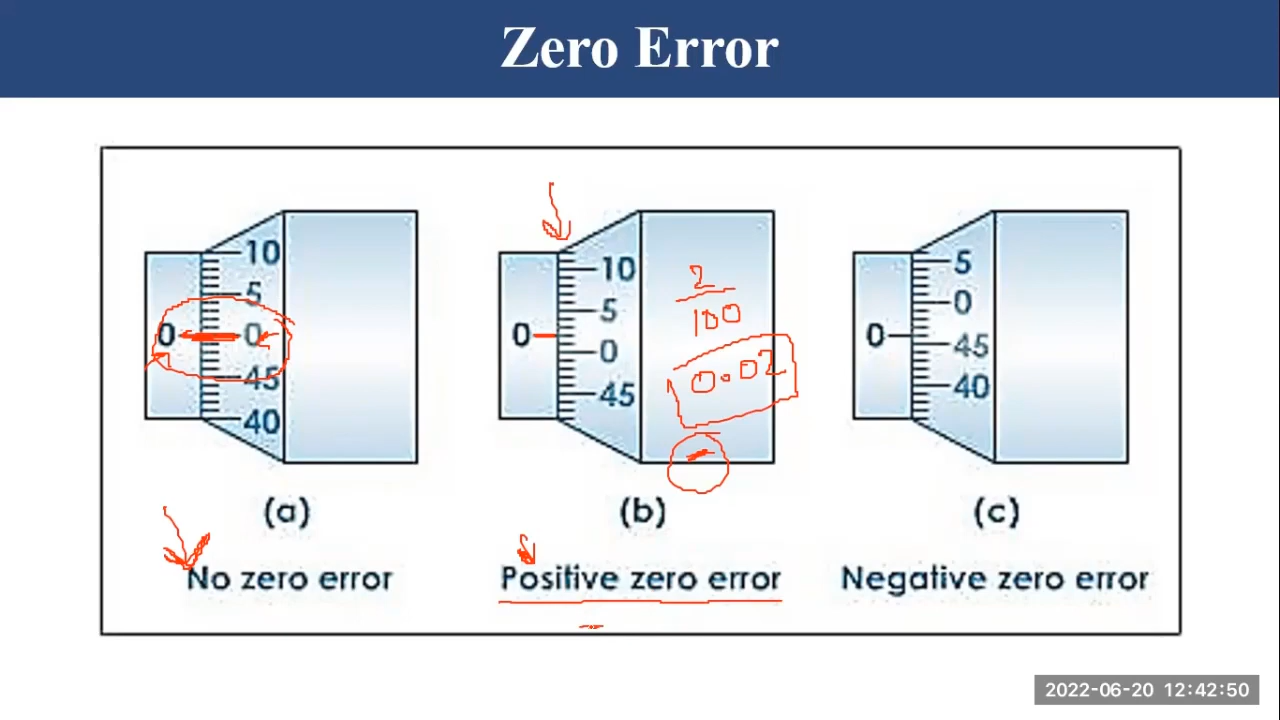 Zero Error
10
5
0 0
45
40
(a)
No zero error
10
5
0
0
45
2
100
0.02
(b)
Positive zero error
5
0
0
45
40
(c)
Negative zero error
2022-06-20 12:42:50